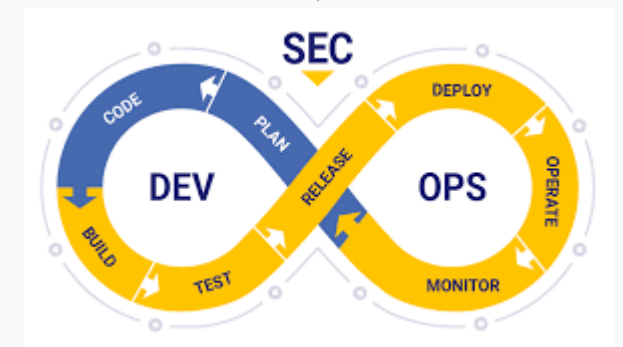 SEC
DEV
OPS
PLAN
CODE
BUILD
TEST
RELEASE
DEPLOY
OPERATE
MONITOR